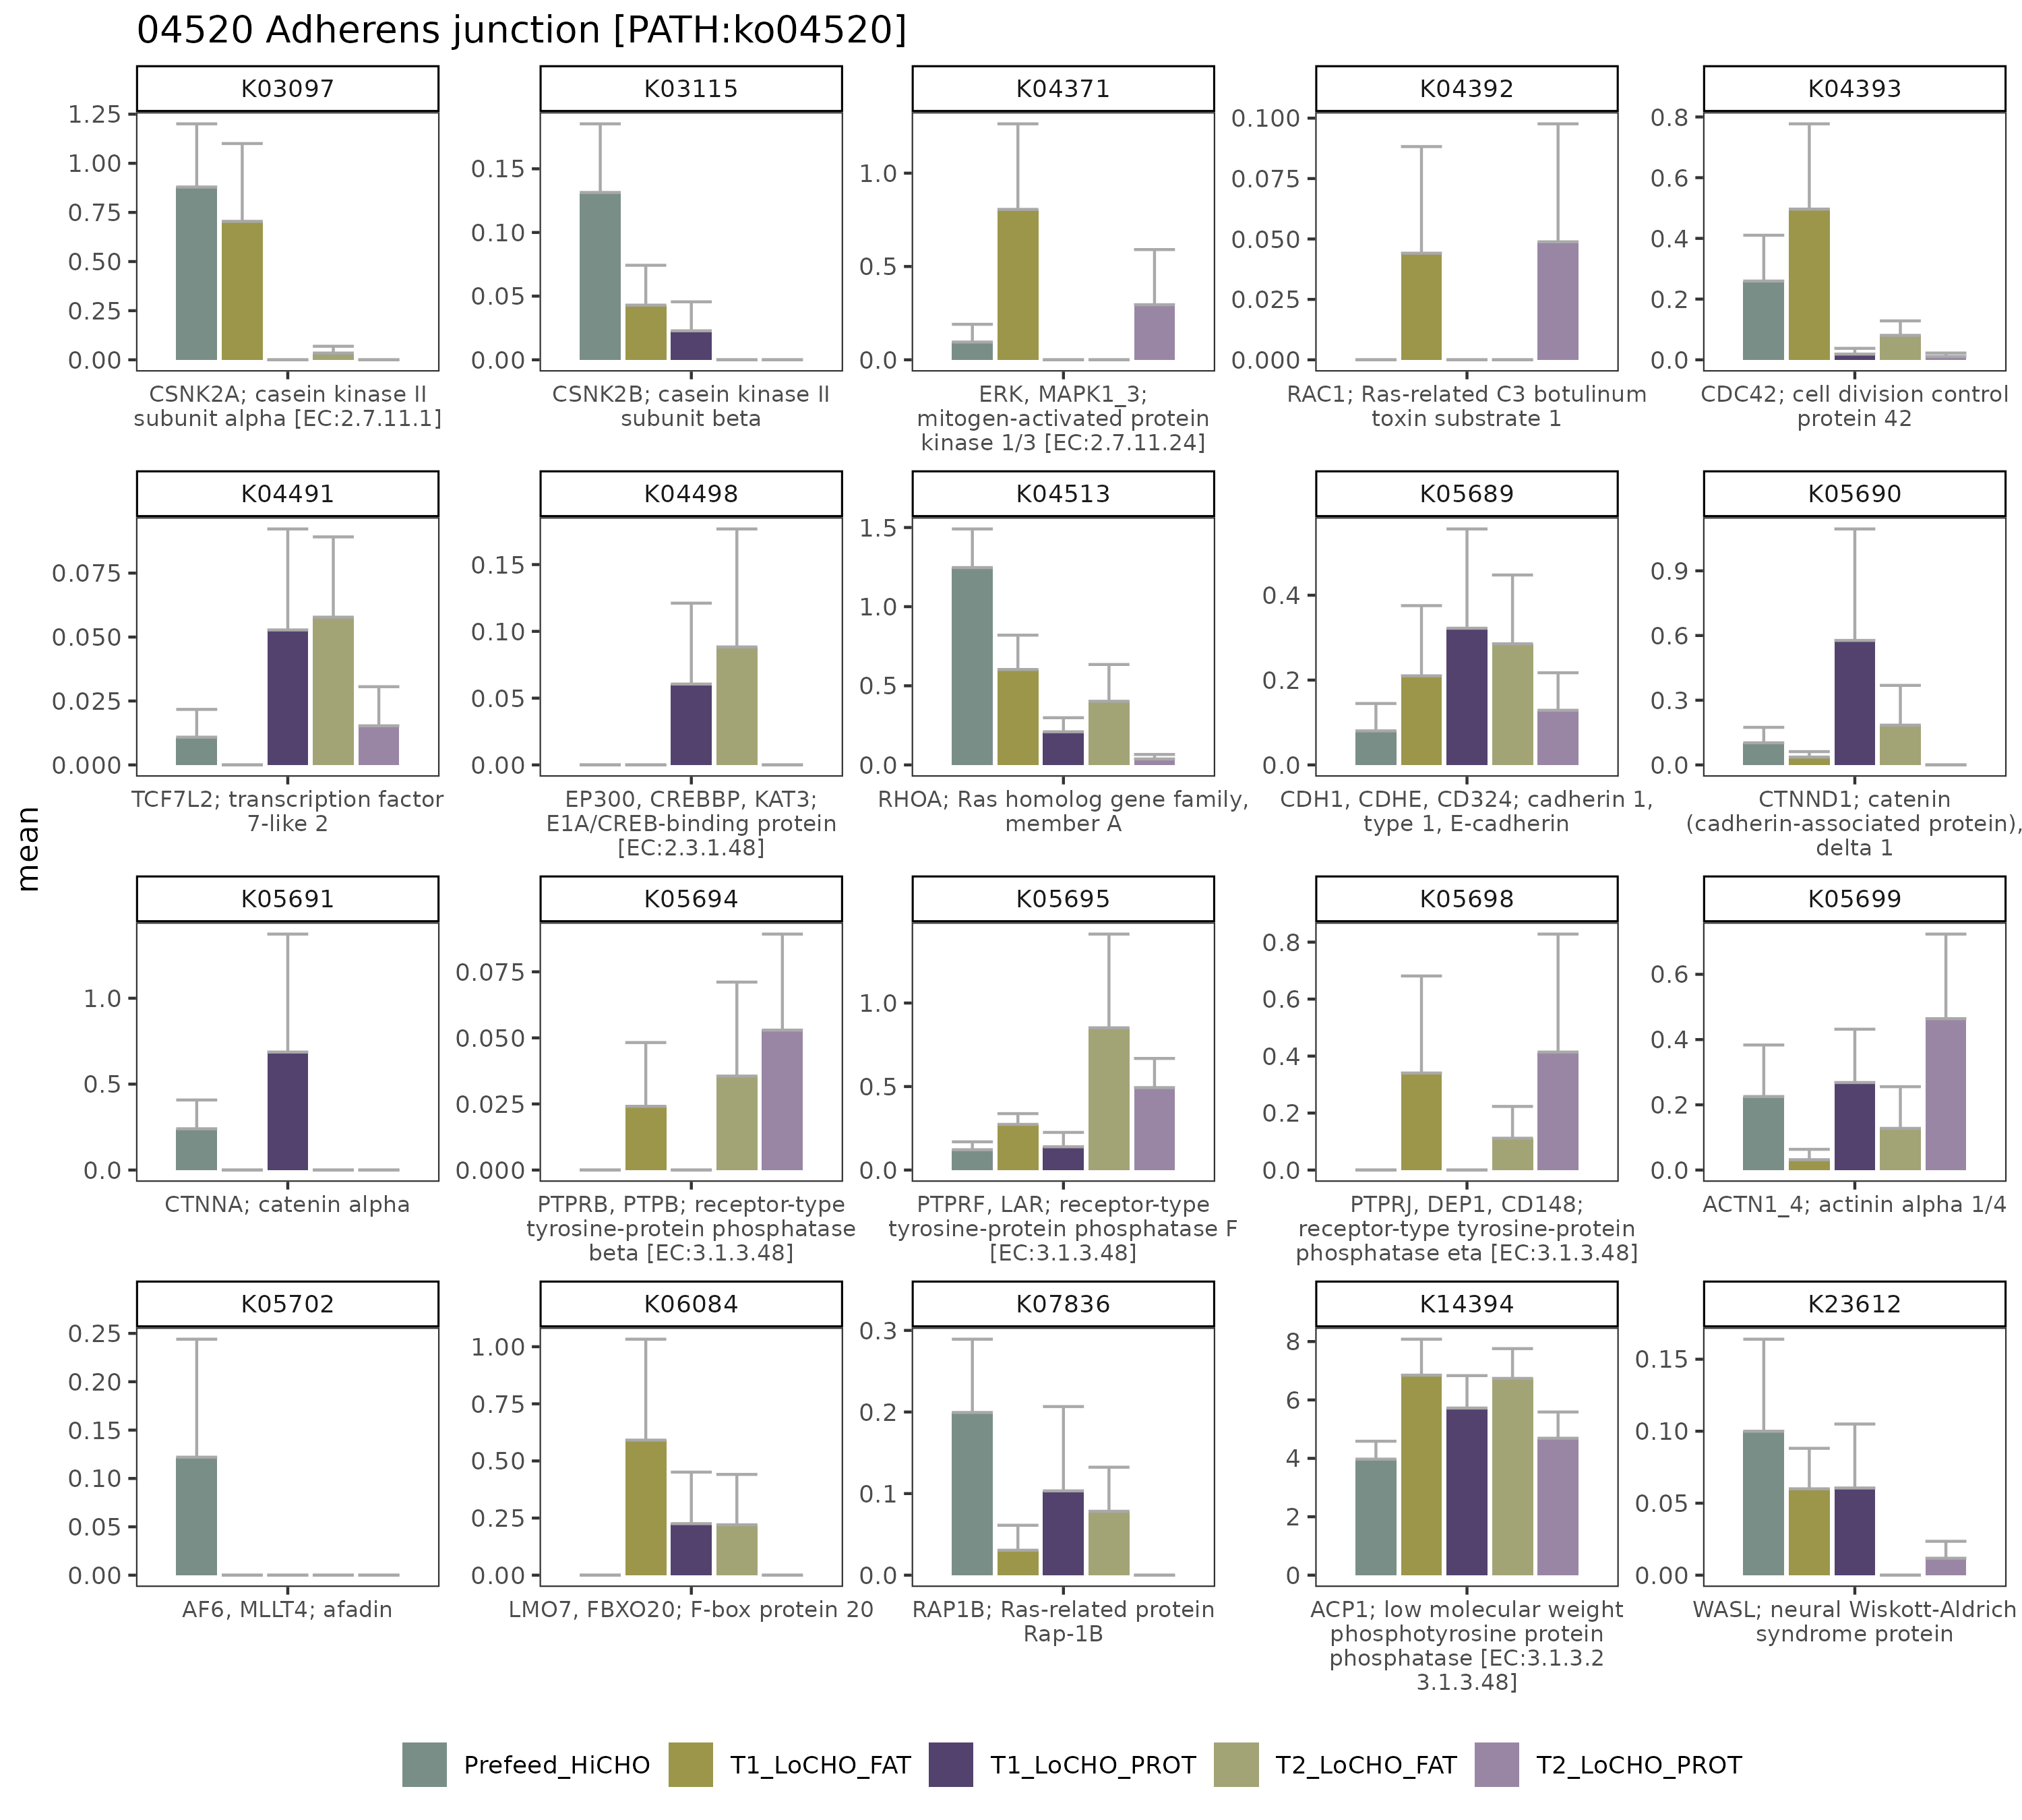 04520 Adherens junction [PATH:ko04520]
K03097
K03115
K04371
K04392
K04393
1.25
1.00
0.75
0.50
0.25
0.00
0.15
0.10
0.05
0.00
1.0
0.5
0.0
0.100
0.075
0.050
0.025
0.000
0.8
0.6
0.4
0.2
0.0
CSNK2A; casein kinase II
subunit alpha [EC:2.7.11.1]
CSNK2B; casein kinase II
subunit beta
ERK, MAPK1_3;
mitogen-activated protein
kinase 1/3 [EC:2.7.11.24]
RAC1; Ras-related C3 botulinum
toxin substrate 1
CDC42; cell division control
protein 42
K04491
K04498
K04513
K05689
K05690
0.075
0.050
0.025
0.000
0.15
0.10
0.05
0.00
1.5
1.0
0.5
0.0
0.4
0.2
0.0
0.9
0.6
0.3
0.0
TCF7L2; transcription factor
7-like 2
EP300, CREBBP, KAT3;
E1A/CREB-binding protein
[EC:2.3.1.48]
RHOA; Ras homolog gene family,
member A
CDH1, CDHE, CD324; cadherin 1,
type 1, E-cadherin
CTNND1; catenin
(cadherin-associated protein),
delta 1
mean
K05691
K05694
K05695
K05698
K05699
1.0
0.5
0.0
0.075
0.050
0.025
0.000
1.0
0.5
0.0
0.8
0.6
0.4
0.2
0.0
0.6
0.4
0.2
0.0
CTNNA; catenin alpha
PTPRB, PTPB; receptor-type
tyrosine-protein phosphatase
beta [EC:3.1.3.48]
PTPRF, LAR; receptor-type
tyrosine-protein phosphatase F
[EC:3.1.3.48]
PTPRJ, DEP1, CD148;
receptor-type tyrosine-protein
phosphatase eta [EC:3.1.3.48]
ACTN1_4; actinin alpha 1/4
K05702
K06084
K07836
K14394
K23612
0.25
0.20
0.15
0.10
0.05
0.00
1.00
0.75
0.50
0.25
0.00
0.3
0.2
0.1
0.0
8
6
4
2
0
0.15
0.10
0.05
0.00
AF6, MLLT4; afadin
LMO7, FBXO20; F-box protein 20
RAP1B; Ras-related protein
Rap-1B
ACP1; low molecular weight
phosphotyrosine protein
phosphatase [EC:3.1.3.2
3.1.3.48]
WASL; neural Wiskott-Aldrich
syndrome protein
Prefeed_HiCHO
T1_LoCHO_FAT
T1_LoCHO_PROT
T2_LoCHO_FAT
T2_LoCHO_PROT